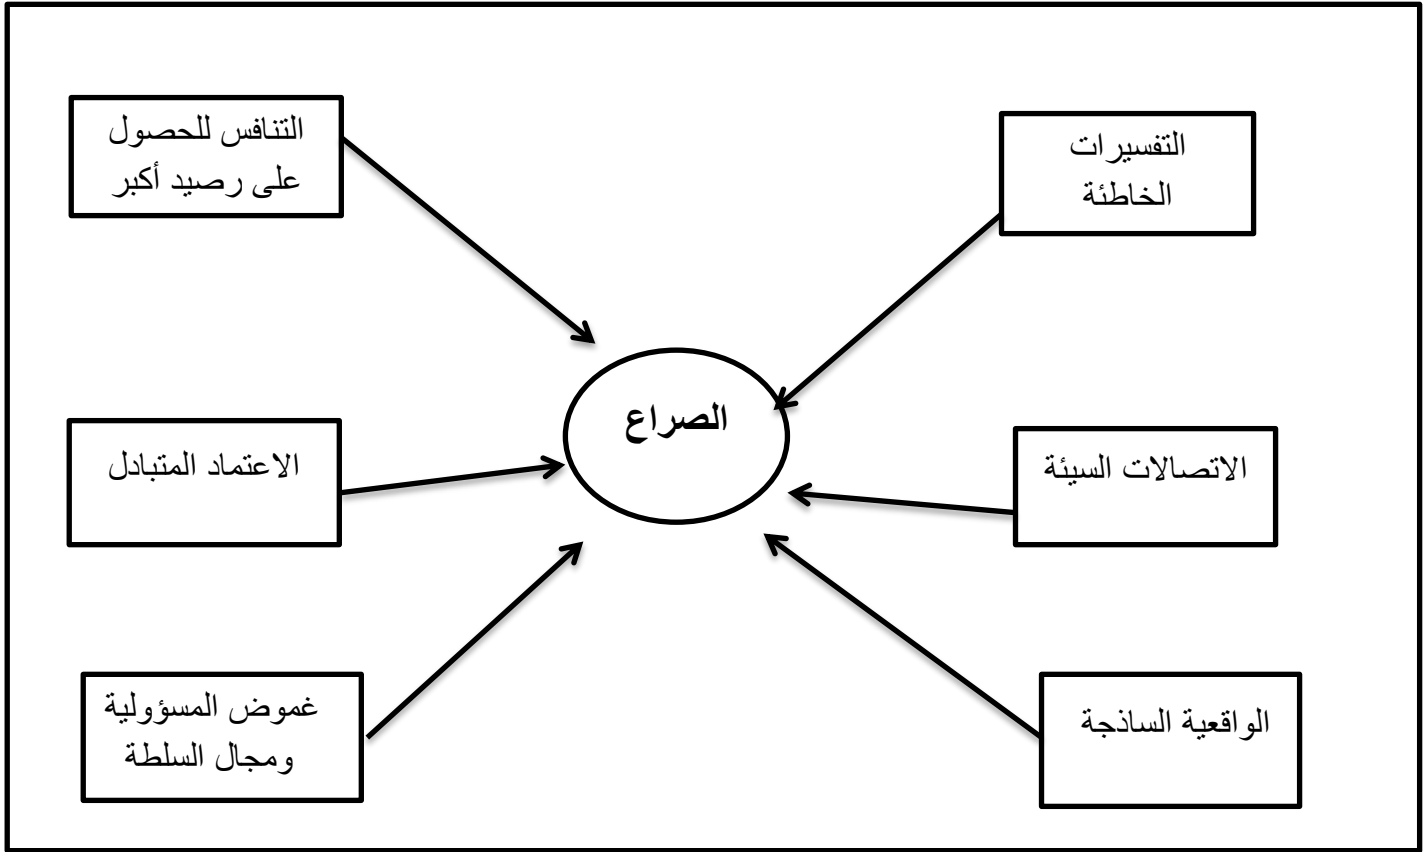 التفسيرات
الخاطئة
التنافس للحصول
على رصيد أكبر
الصراع
الاتصالات السيئة
الاعتماد المتبادل
الواقعية الساذجة
غموض المسؤولية
ومجال السلطة